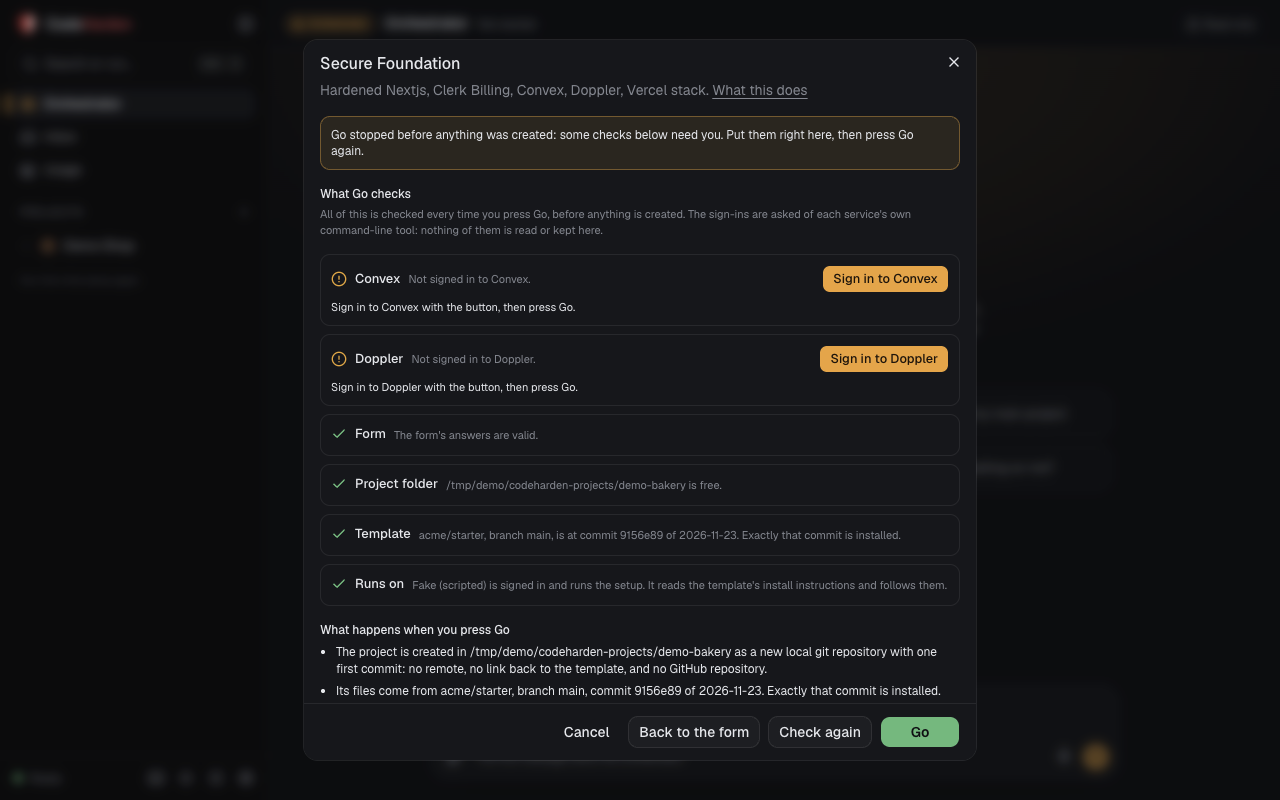 Secure Foundation
Hardened Nextjs, Clerk Billing, Convex, Doppler, Vercel stack. What this does
Go stopped before anything was created: some checks below need you. Put them right here, then press Go
again.
What Go checks
All of this is checked every time you press Go, before anything is created. The sign-ins are asked of each service's own
command-line tool: nothing of them is read or kept here.
Convex Not signed in to Convex. Sign in to Convex
Sign in to Convex with the button, then press Go.
Doppler Not signed in to Doppler. Sign in to Doppler
Sign in to Doppler with the button, then press Go.
Form The form's answers are valid.
Project folder /tmp/demo/codeharden-projects/demo-bakery is free.
Template acme/starter, branch main, is at commit 9156e89 of 2026-11-23. Exactly that commit is installed.
Runs on Fake (scripted) is signed in and runs the setup. It reads the template's install instructions and follows them.
What happens when you press Go
• The project is created in /tmp/demo/codeharden-projects/demo-bakery as a new local git repository with one
first commit: no remote, no link back to the template, and no GitHub repository.
• Its files come from acme/starter, branch main, commit 9156e89 of 2026-11-23. Exactly that commit is installed.
Cancel Back to the form Check again Go